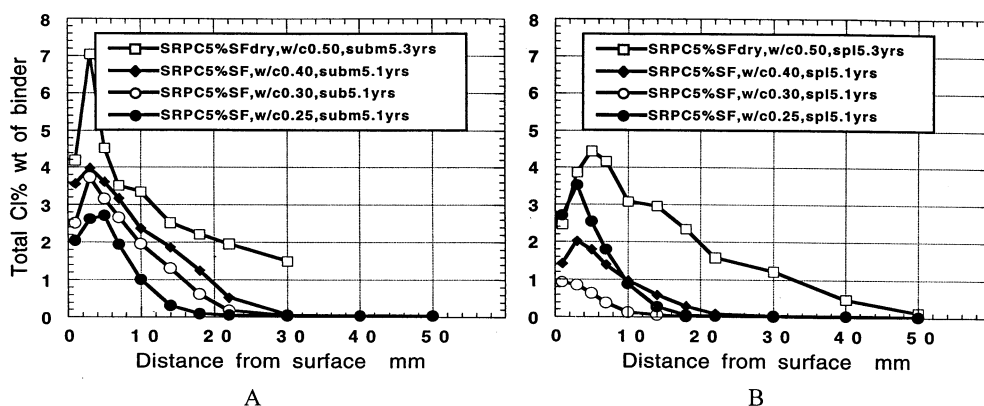 8
7
6
5
4
3
2
1
0
Total Cl% wt of binder
SRPC5%SFdry,w/c0.50,subm5.3yrs
SRPC5%SF,w/c0.40,subm5.1yrs
SRPC5%SF,w/c0.30,sub5.1yrs
SRPC5%SF,w/c0.25,subm5.1yrs
0 10 20 30 40 50
Distance from surface mm
A
8
7
6
5
4
3
2
1
0
SRPC5%SFdry,w/c0.50,spl5.3yrs
SRPC5%SF,w/c0.40,spl5.1yrs
SRPC5%SF,w/c0.30,spl5.1yrs
SRPC5%SF,w/c0.25,spl5.1yrs
0 10 20 30 40 50
Distance from surface mm
B